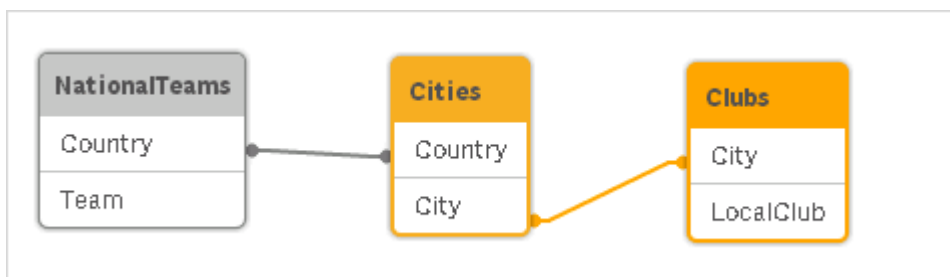 NationalTeams
Country
Team
Cities
Country
City
Clubs
City
LocalClub